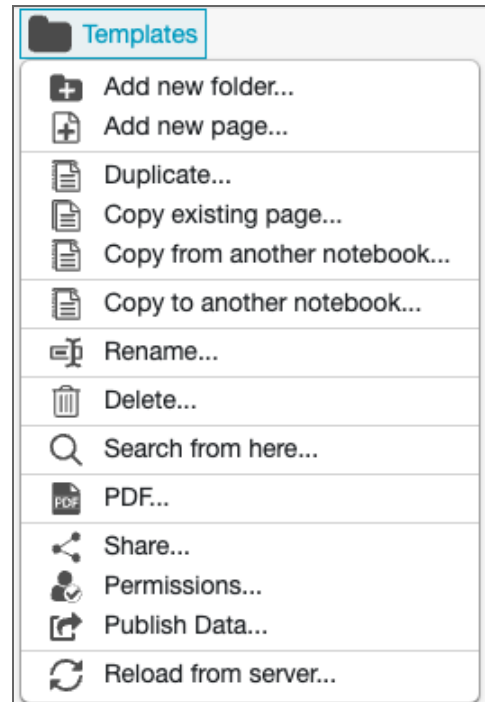 Templates
Add new folder...
Add new page...
Duplicate...
Copy existing page...
Copy from another notebook...
Copy to another notebook...
Rename...
Delete...
Search from here...
PDF PDF...
Share...
Permissions...
Publish Data...
Reload from server...